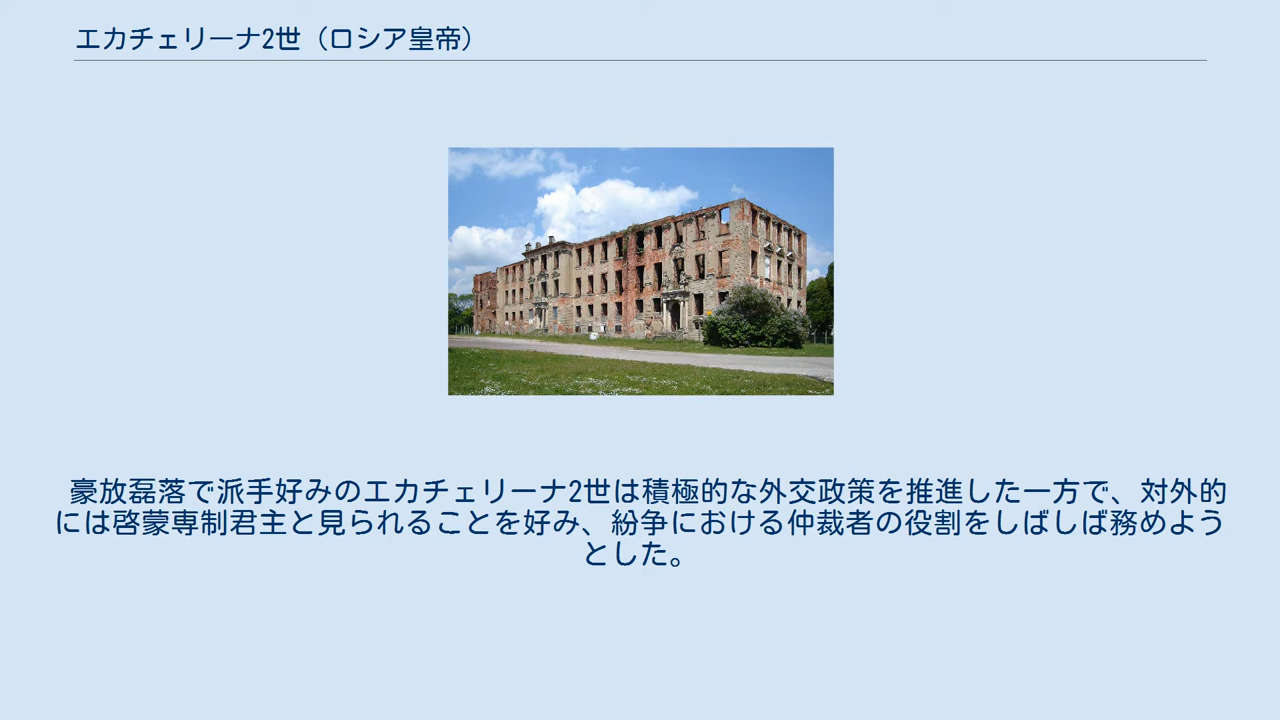 エカチェリーナ2世（ロシア皇帝）
豪放磊落で派手好みのエカチェリーナ2世は積極的な外交政策を推進した一方で、対外的
には啓蒙専制君主と見られることを好み、紛争における仲裁者の役割をしばしば務めよう
とした。